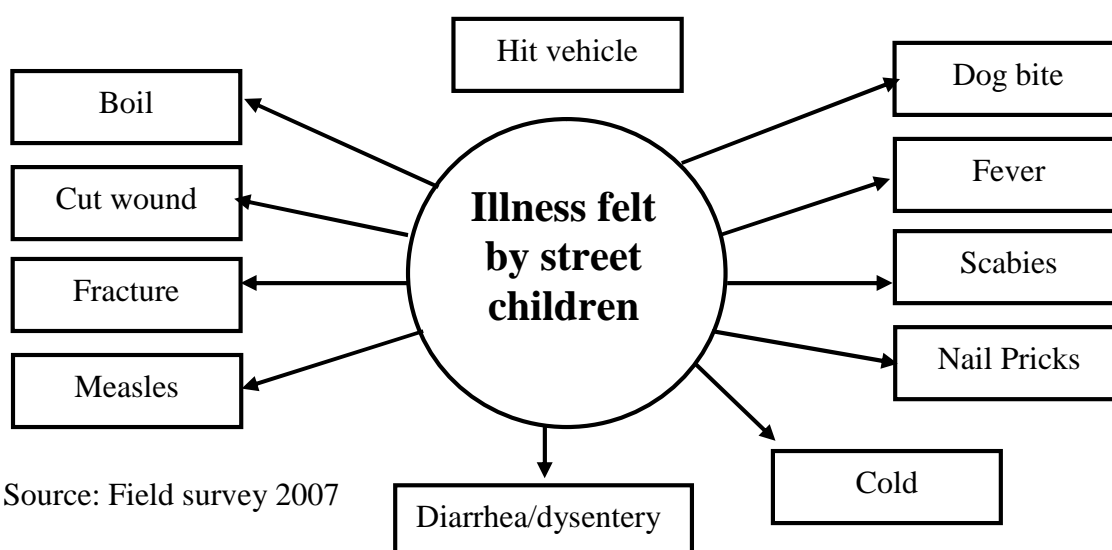 Hit vehicle
Boil
Dog bite
Cut wound
Fever
Illness felt
by street
children
Fracture
Scabies
Measles
Nail Pricks
Cold
Diarrhea/dysentery
Source: Field survey 2007